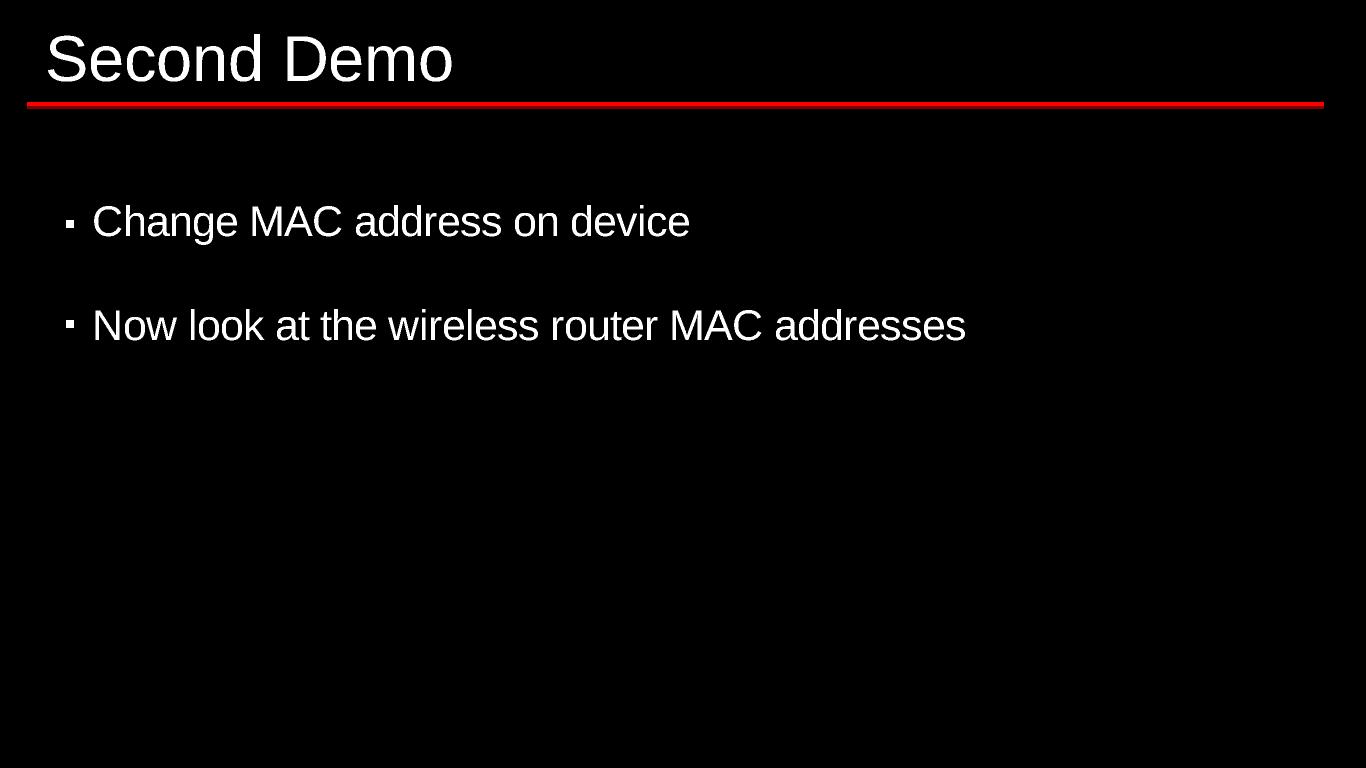 Second Demo
▪ Change MAC address on device
▪ Now look at the wireless router MAC addresses